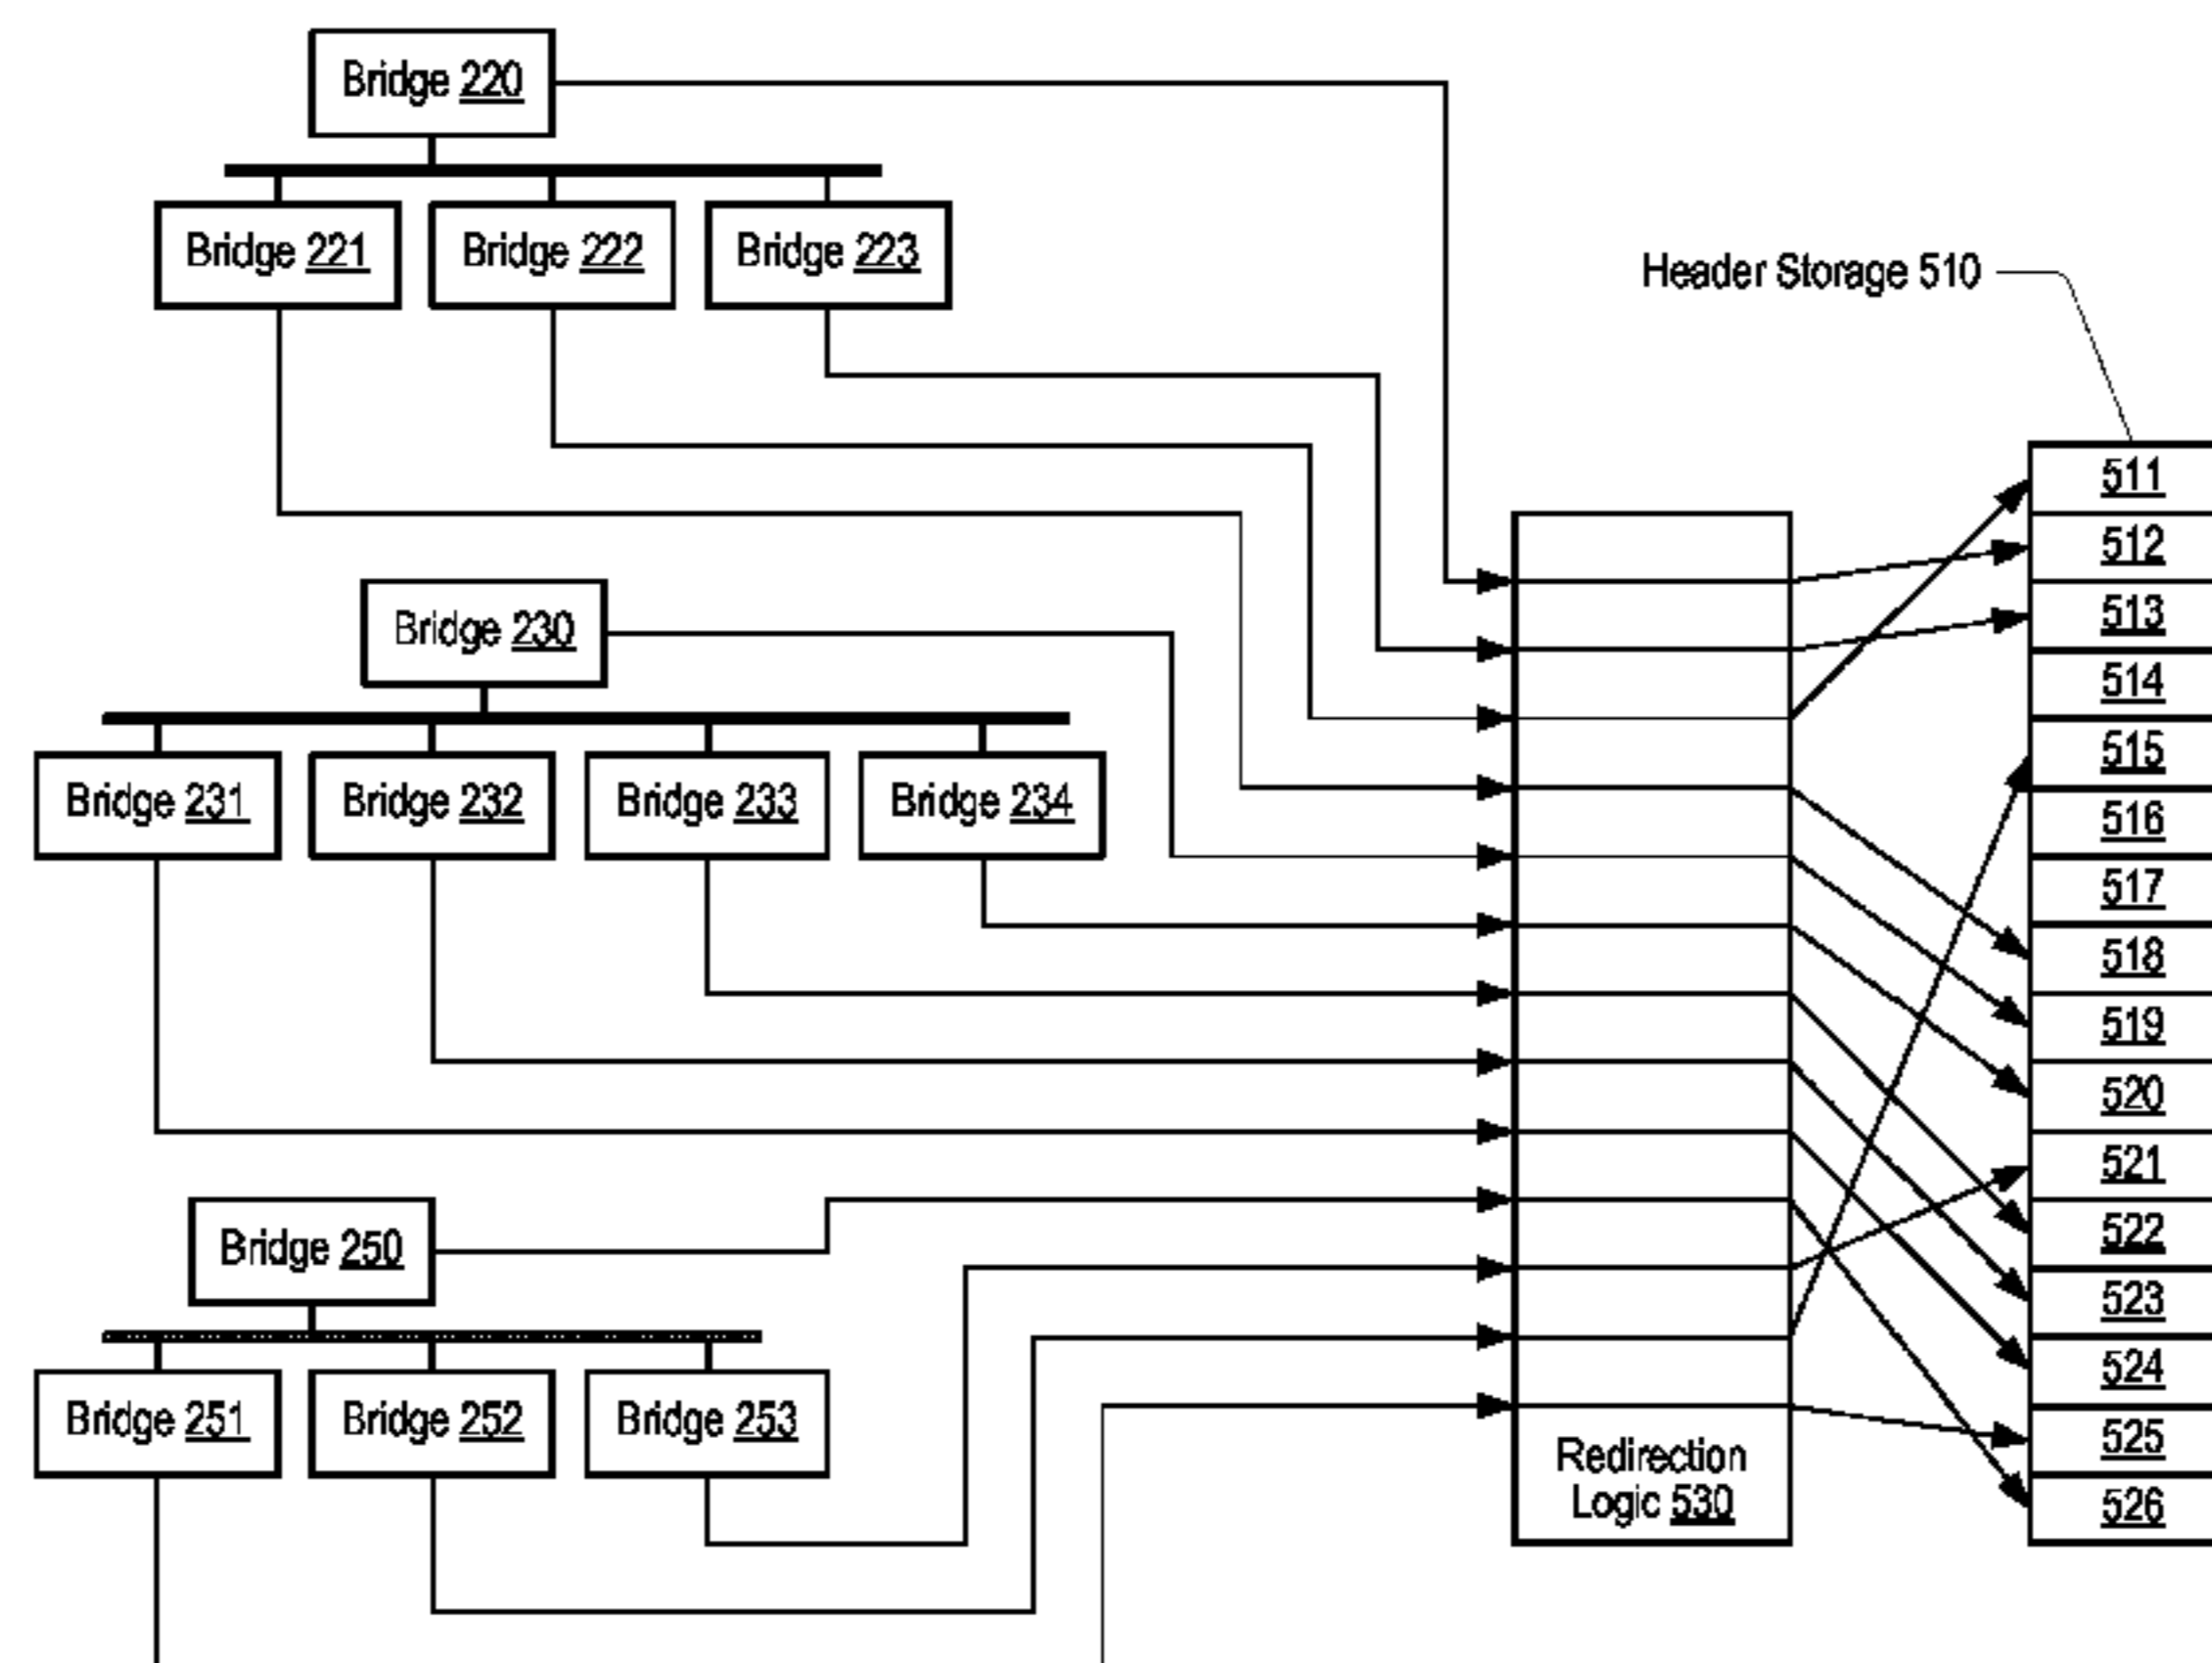 Bridge 220
Bridge 221
Bridge 222
Bridge 223
Header Storage 510
Bridge 230
Bridge 231
Bridge 232
Bridge 233
Bridge 234
Bridge 250
Bridge 251
Bridge 252
Bridge 253
Redirection
Logic 530
511
512
513
514
515
516
517
518
519
520
521
522
523
524
525
526